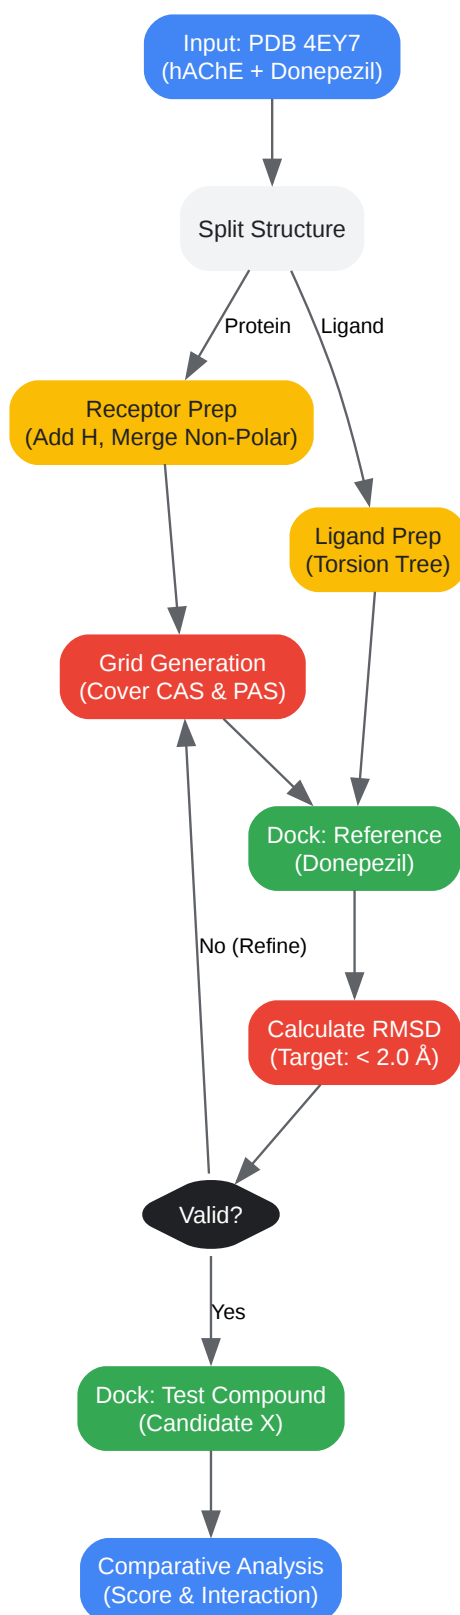 Input: PDB 4EY7
(hAChE + Donepezil)
Split Structure
Protein
Ligand
Receptor Prep
(Add H, Merge Non-Polar)
Ligand Prep
(Torsion Tree)
Grid Generation
(Cover CAS & PAS)
Dock: Reference
(Donepezil)
No (Refine)
Calculate RMSD
(Target: < 2.0 Å)
Valid?
Yes
Dock: Test Compound
(Candidate X)
Comparative Analysis
(Score & Interaction)